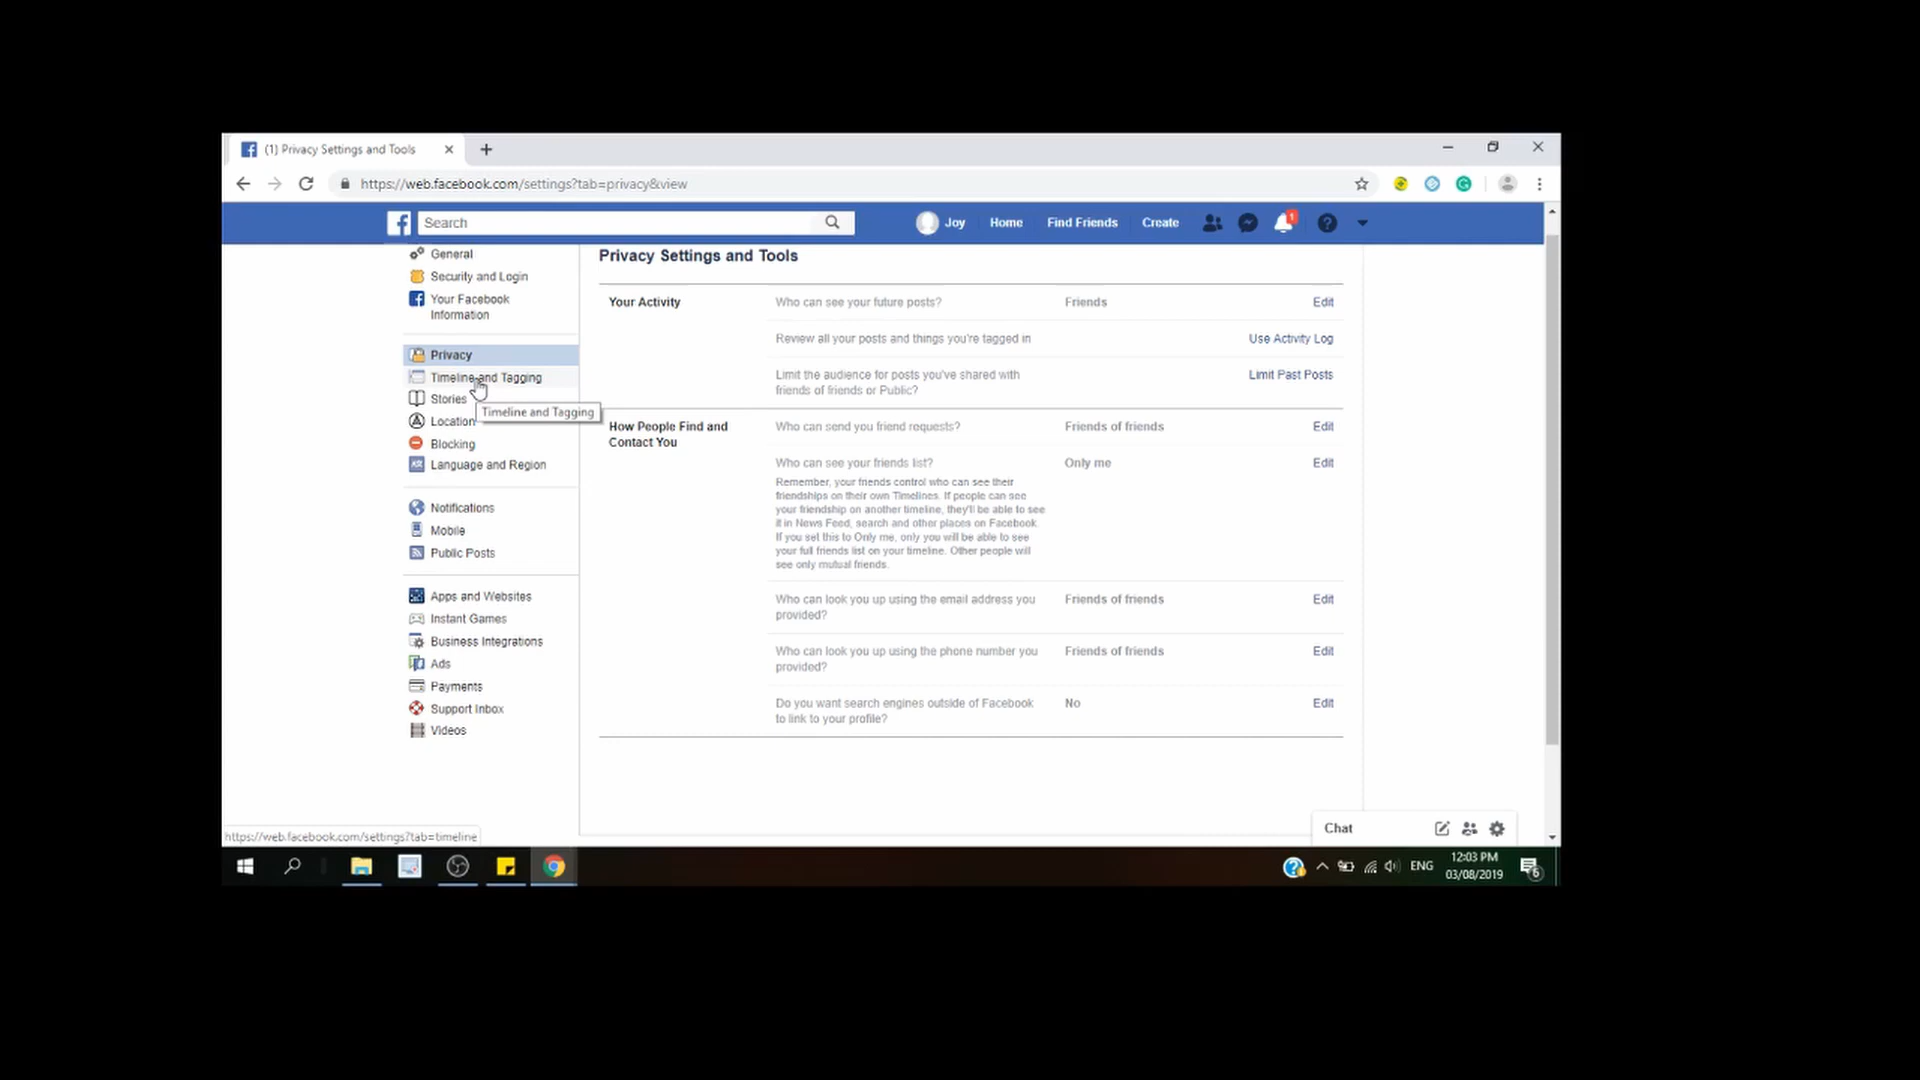 (1) Privacy Settings and Tools
https://web.facebook.com/settings?tab=privacy&view
Search
Joy
Home
Find Friends
Create
1
General
Security and Login
Your Facebook
Information
Privacy
Timeline and Tagging
Stories
Timeline and Tagging
Location
Blocking
Language and Region
Notifications
Mobile
Public Posts
Apps and Websites
Instant Games
Business Integrations
Ads
Payments
Support Inbox
Videos
Privacy Settings and Tools
Your Activity
Who can see your future posts?
Friends
Edit
Review all your posts and things you're tagged in
Use Activity Log
Limit the audience for posts you've shared with
friends of friends or Public?
Limit Past Posts
How People Find and
Contact You
Who can send you friend requests?
Friends of friends
Edit
Who can see your friends list?
Only me
Edit
Remember, your friends control who can see their
friendships on their own Timelines. If people can see
your friendship on another timeline, they'll be able to see
it in News Feed, search and other places on Facebook.
If you set this to Only me, only you will be able to see
your full friends list on your timeline. Other people will
see only mutual friends.
Who can look you up using the email address you
provided?
Friends of friends
Edit
Who can look you up using the phone number you
provided?
Friends of friends
Edit
Do you want search engines outside of Facebook
to link to your profile?
No
Edit
Chat
https://web.facebook.com/settings?tab=timeline
ENG
12:03 PM
03/08/2019
6